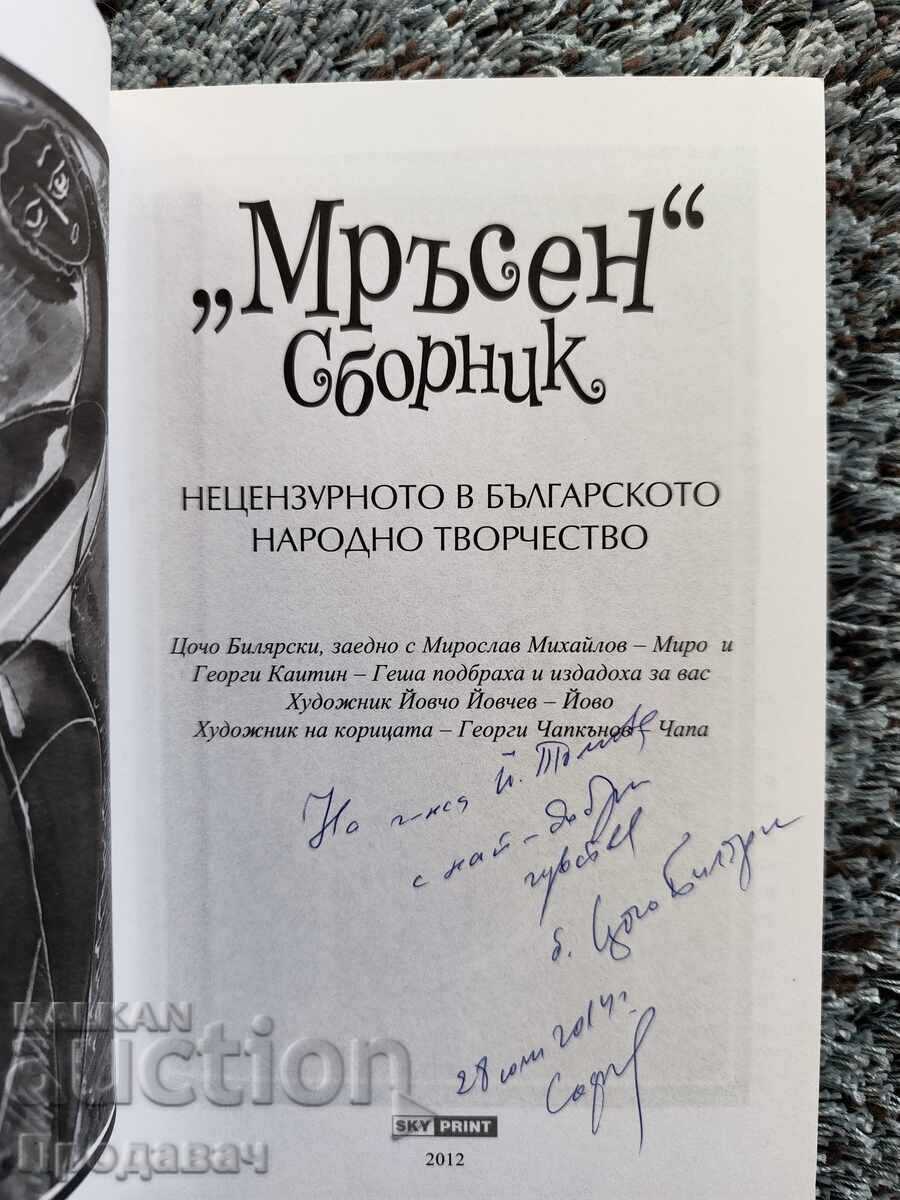 „Мръсен“
Сборник
НЕЦЕНЗУРНОТО В БЪЛГАРСКОТО
НАРОДНО ТВОРЧЕСТВО
Цочо Билярски, заедно с Мирослав Михайлов – Миро и
Георги Каитин – Геша подбраха и издадоха за вас
Художник Йовчо Йовчев – Йово
Художник на корицата – Георги Чапкънов – Чапа
На г-жа Й.
с най-добри
чувства
Цочо Билярски
28 юли 2014 г.
София
SKY PRINT
2012
BALKAN
auction
Продавач